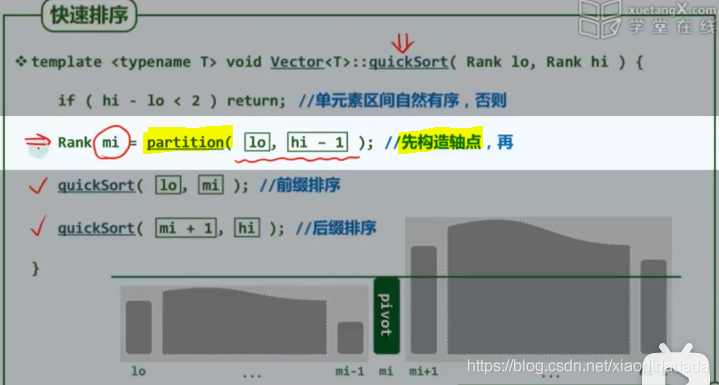 快速排序
xuetangX.com
学堂在线
❖ template <typename T> void Vector<T>::quickSort( Rank lo, Rank hi ) {
if ( hi - lo < 2 ) return; //单元素区间自然有序，否则
Rank mi = partition( lo, hi - 1 ); //先构造轴点，再
quickSort( lo, mi ); //前缀排序
quickSort( mi + 1, hi ); //后缀排序
}
pivot
lo ... mi-1 mi mi+1 ...
https://blog.csdn.net/xiaodidadada